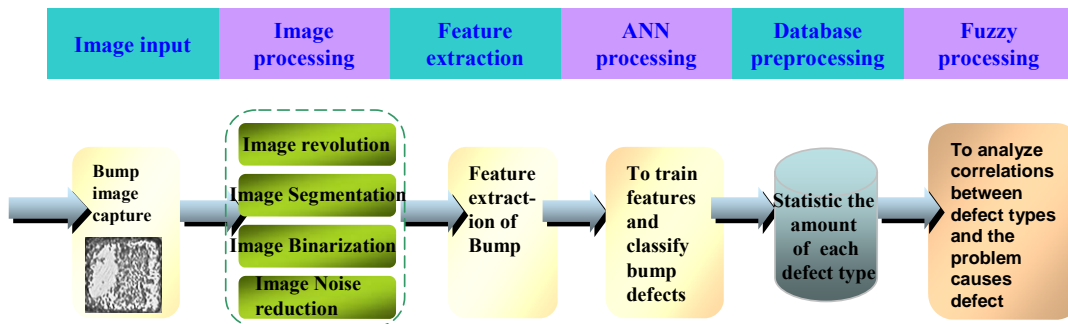 Image input
Image
processing
Feature
extraction
ANN
processing
Database
preprocessing
Fuzzy
processing
Bump
image
capture
Image revolution
Image Segmentation
Image Binarization
Image Noise
reduction
Feature
extract-
ion of
Bump
To train
features
and
classify
bump
defects
Statistic the
amount
of each
defect type
To analyze
correlations
between
defect types
and the
problem
causes
defect